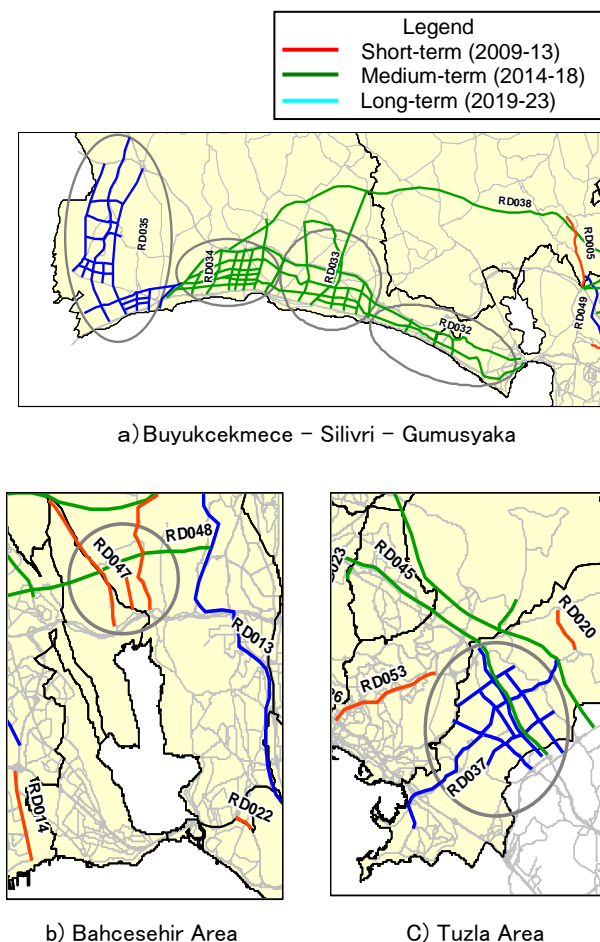 Legend
Short-term (2009-13)
Medium-term (2014-18)
Long-term (2019-23)
RD035
RD034
RD033
RD038
RD005
RD049
RD032
a)Buyukcekmece – Silivri – Gumusyaka
RD048
RD047
RD013
RD014
RD022
RD045
RD020
RD053
RD037
b) Bahcesehir Area
C) Tuzla Area